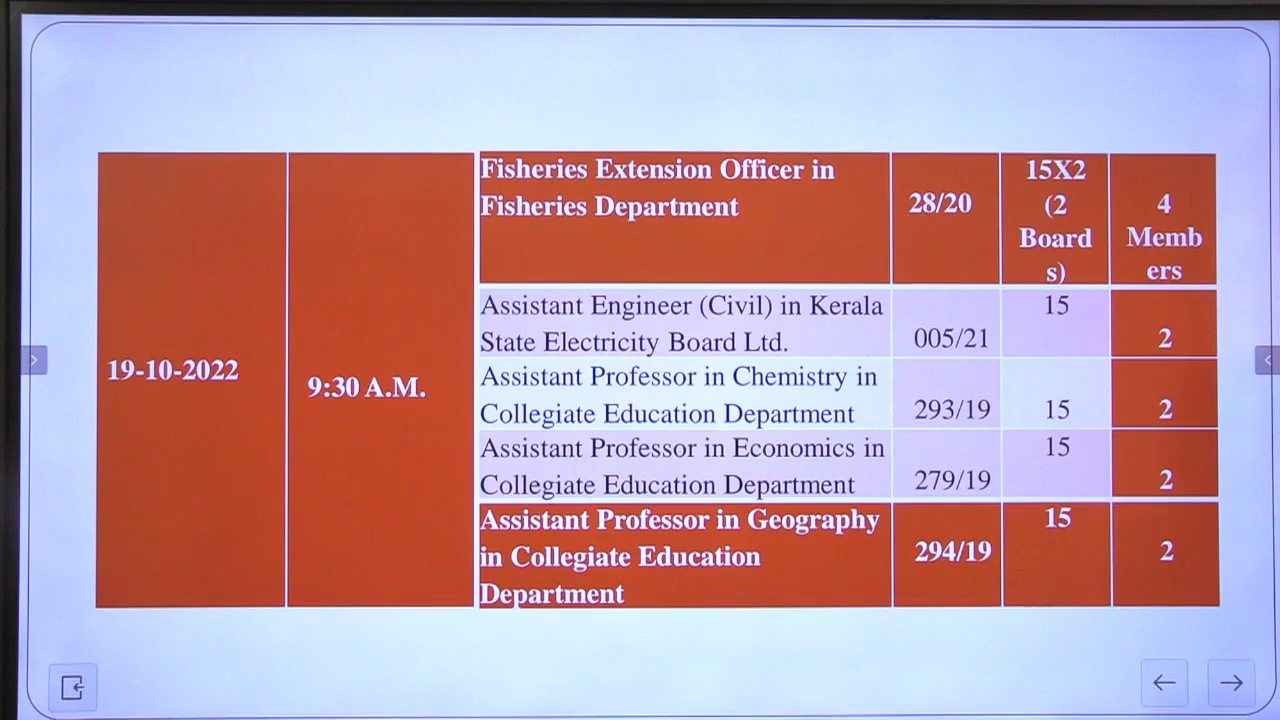 19-10-2022
9:30 A.M.
Fisheries Extension Officer in
Fisheries Department
28/20
15X2
(2
Board
s)
4
Memb
ers
Assistant Engineer (Civil) in Kerala
State Electricity Board Ltd.
005/21
15
2
Assistant Professor in Chemistry in
Collegiate Education Department
293/19
15
2
Assistant Professor in Economics in
Collegiate Education Department
279/19
15
2
Assistant Professor in Geography
in Collegiate Education
Department
294/19
15
2